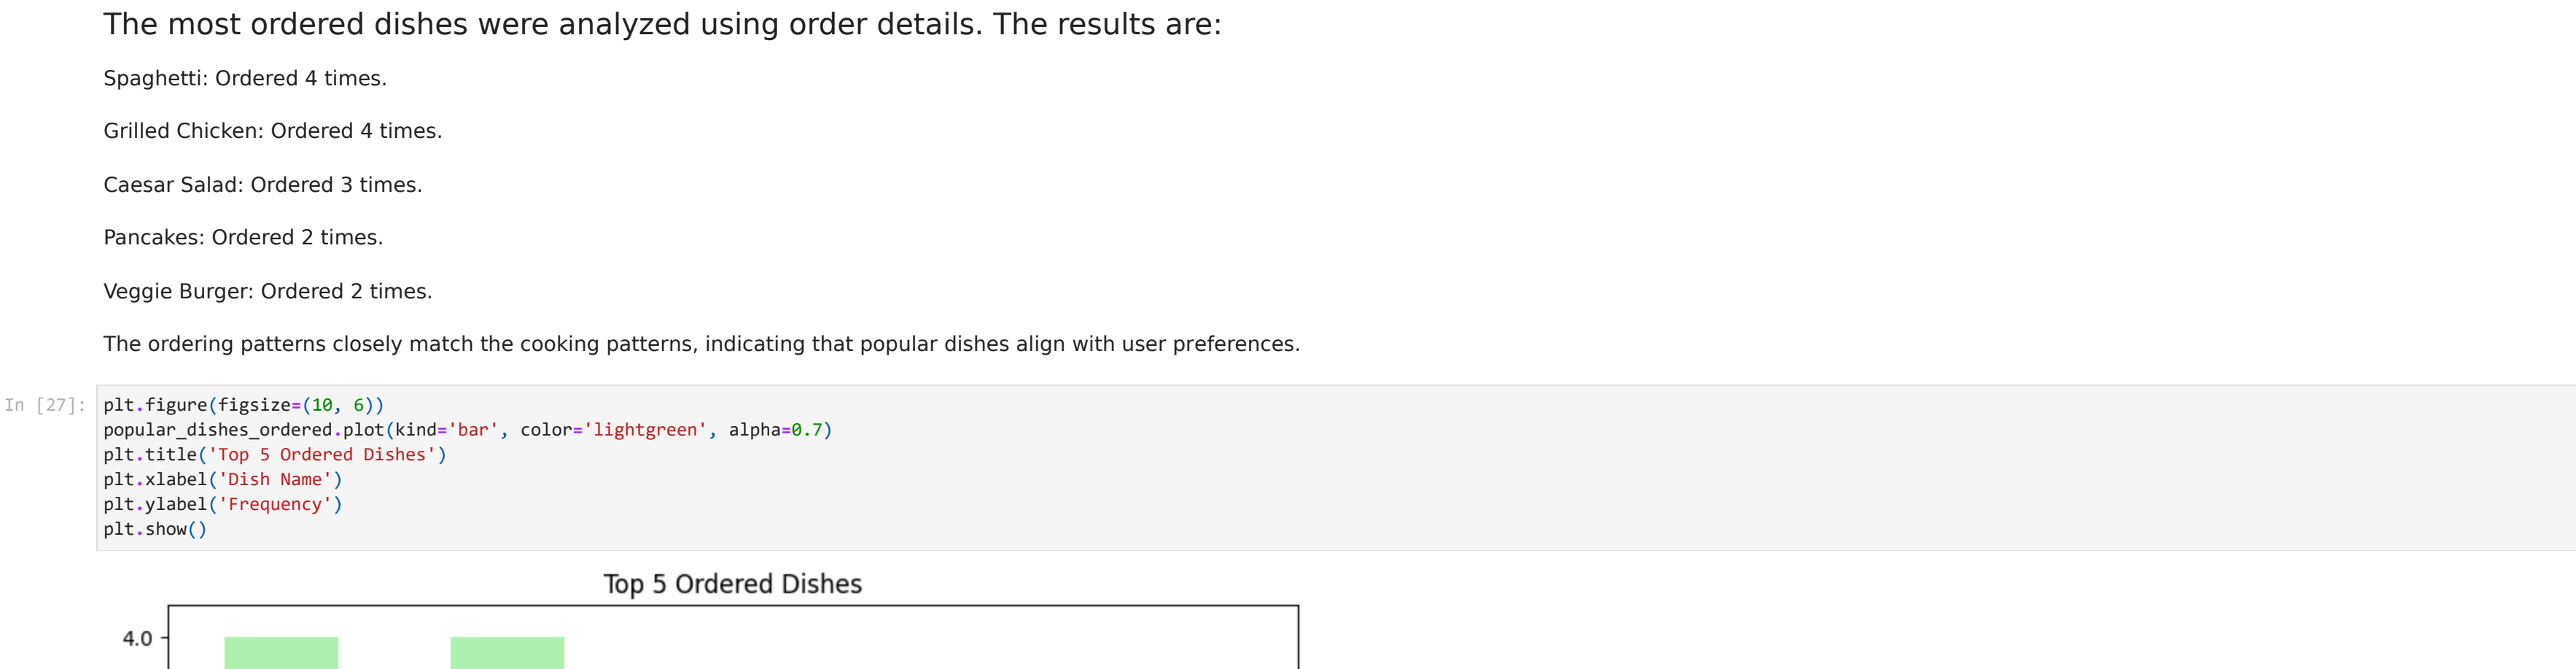 The most ordered dishes were analyzed using order details. The results are:
Spaghetti: Ordered 4 times.
Grilled Chicken: Ordered 4 times.
Caesar Salad: Ordered 3 times.
Pancakes: Ordered 2 times.
Veggie Burger: Ordered 2 times.
The ordering patterns closely match the cooking patterns, indicating that popular dishes align with user preferences.
In [27]: plt.figure(figsize=(10, 6))
popular_dishes_ordered.plot(kind='bar', color='lightgreen', alpha=0.7)
plt.title('Top 5 Ordered Dishes')
plt.xlabel('Dish Name')
plt.ylabel('Frequency')
plt.show()
Top 5 Ordered Dishes
4.0